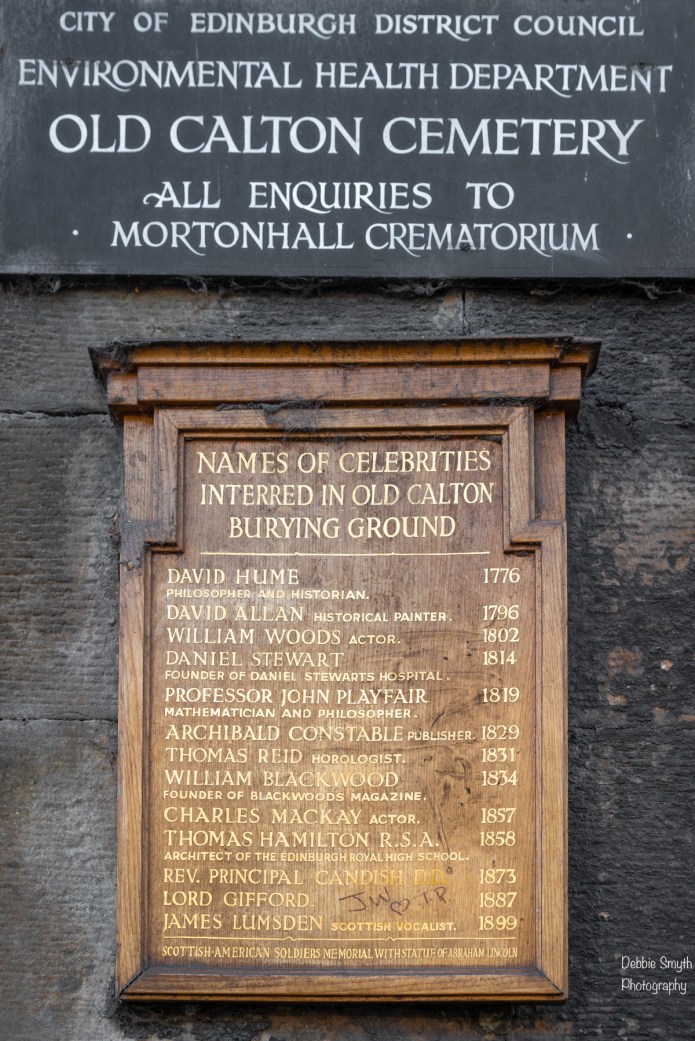 CITY OF EDINBURGH DISTRICT COUNCIL
ENVIRONMENTAL HEALTH DEPARTMENT
OLD CALTON CEMETERY
ALL ENQUIRIES TO
· MORTONHALL CREMATORIUM ·
NAMES OF CELEBRITIES
INTERRED IN OLD CALTON
BURYING GROUND
DAVID HUME 1776
PHILOSOPHER AND HISTORIAN.
DAVID ALLAN HISTORICAL PAINTER. 1796
WILLIAM WOODS ACTOR. 1802
DANIEL STEWART 1814
FOUNDER OF DANIEL STEWARTS HOSPITAL.
PROFESSOR JOHN PLAYFAIR 1819
MATHEMATICIAN AND PHILOSOPHER.
ARCHIBALD CONSTABLE PUBLISHER. 1829
THOMAS REID HOROLOGIST. 1831
WILLIAM BLACKWOOD 1834
FOUNDER OF BLACKWOODS MAGAZINE.
CHARLES MACKAY ACTOR. 1857
THOMAS HAMILTON R.S.A. 1858
ARCHITECT OF THE EDINBURGH ROYAL HIGH SCHOOL.
REV. PRINCIPAL CANDISH D.D. 1873
LORD GIFFORD. 1887
JW ♡ I.P.
JAMES LUMSDEN SCOTTISH VOCALIST. 1899
SCOTTISH-AMERICAN SOLDIERS MEMORIAL WITH STATUE OF ABRAHAM LINCOLN
Debbie Smyth
Photography